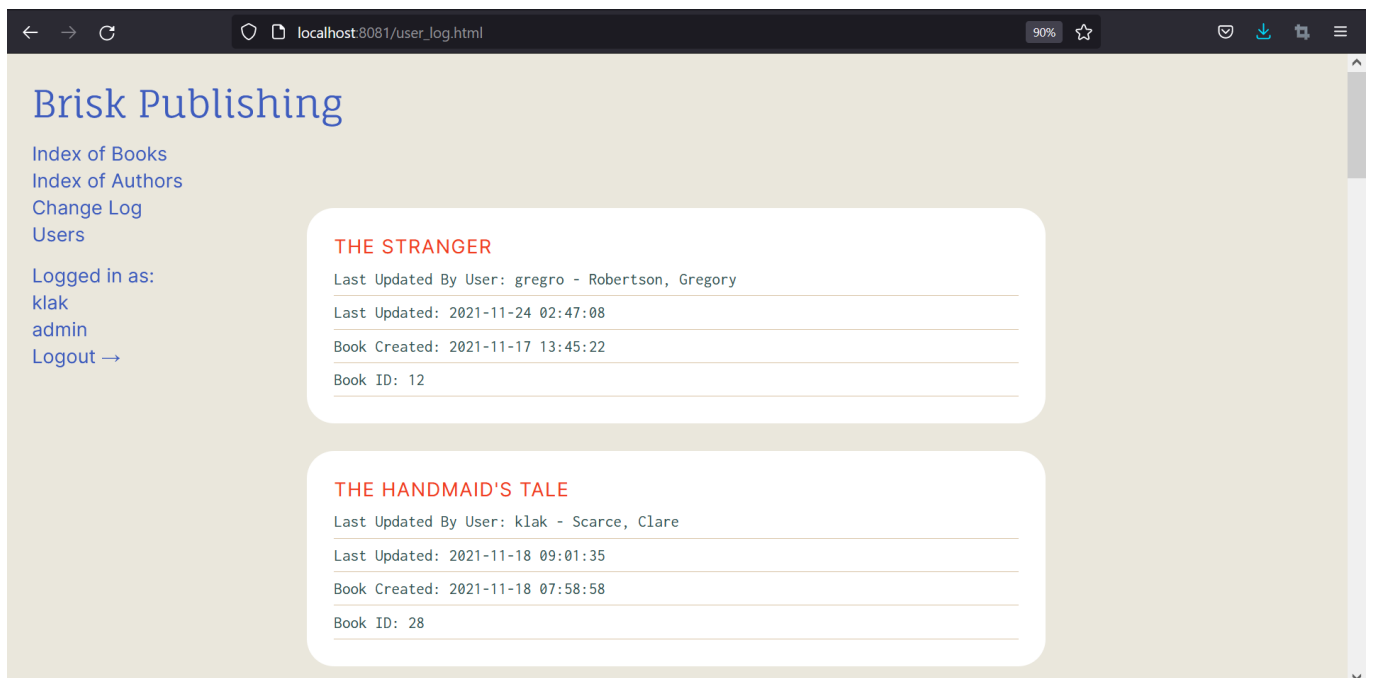 localhost:8081/user_log.html
90%
Brisk Publishing
Index of Books
Index of Authors
Change Log
Users
Logged in as:
klak
admin
Logout →
THE STRANGER
Last Updated By User: gregro - Robertson, Gregory
Last Updated: 2021-11-24 02:47:08
Book Created: 2021-11-17 13:45:22
Book ID: 12
THE HANDMAID'S TALE
Last Updated By User: klak - Scarce, Clare
Last Updated: 2021-11-18 09:01:35
Book Created: 2021-11-18 07:58:58
Book ID: 28